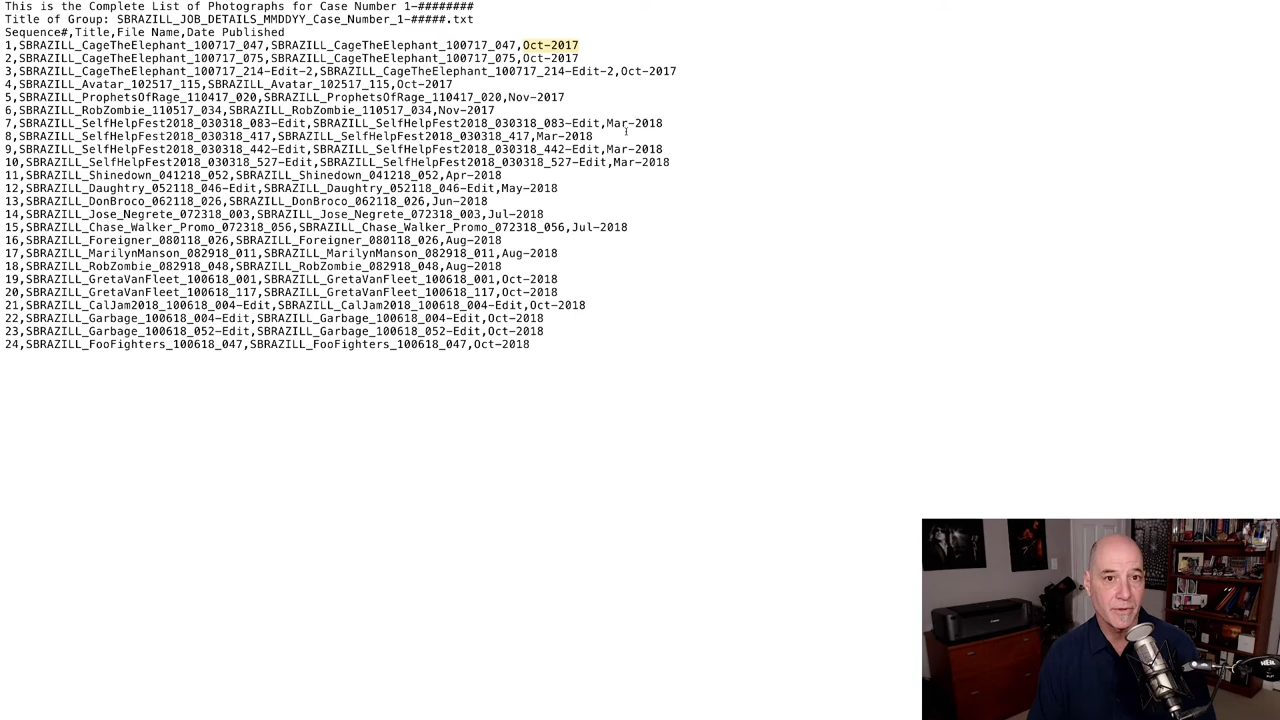 This is the Complete List of Photographs for Case Number 1-########
Title of Group: SBRAZILL_JOB_DETAILS_MMDDYY_Case_Number_1-#####.txt
Sequence#,Title,File Name,Date Published
1,SBRAZILL_CageTheElephant_100717_047,SBRAZILL_CageTheElephant_100717_047,Oct-2017
2,SBRAZILL_CageTheElephant_100717_075,SBRAZILL_CageTheElephant_100717_075,Oct-2017
3,SBRAZILL_CageTheElephant_100717_214-Edit-2,SBRAZILL_CageTheElephant_100717_214-Edit-2,Oct-2017
4,SBRAZILL_Avatar_102517_115,SBRAZILL_Avatar_102517_115,Oct-2017
5,SBRAZILL_ProphetsOfRage_110417_020,SBRAZILL_ProphetsOfRage_110417_020,Nov-2017
6,SBRAZILL_RobZombie_110517_034,SBRAZILL_RobZombie_110517_034,Nov-2017
7,SBRAZILL_SelfHelpFest2018_030318_083-Edit,SBRAZILL_SelfHelpFest2018_030318_083-Edit,Mar-2018
8,SBRAZILL_SelfHelpFest2018_030318_417,SBRAZILL_SelfHelpFest2018_030318_417,Mar-2018
9,SBRAZILL_SelfHelpFest2018_030318_442-Edit,SBRAZILL_SelfHelpFest2018_030318_442-Edit,Mar-2018
10,SBRAZILL_SelfHelpFest2018_030318_527-Edit,SBRAZILL_SelfHelpFest2018_030318_527-Edit,Mar-2018
11,SBRAZILL_Shinedown_041218_052,SBRAZILL_Shinedown_041218_052,Apr-2018
12,SBRAZILL_Daughtry_052118_046-Edit,SBRAZILL_Daughtry_052118_046-Edit,May-2018
13,SBRAZILL_DonBroco_062118_026,SBRAZILL_DonBroco_062118_026,Jun-2018
14,SBRAZILL_Jose_Negrete_072318_003,SBRAZILL_Jose_Negrete_072318_003,Jul-2018
15,SBRAZILL_Chase_Walker_Promo_072318_056,SBRAZILL_Chase_Walker_Promo_072318_056,Jul-2018
16,SBRAZILL_Foreigner_080118_026,SBRAZILL_Foreigner_080118_026,Aug-2018
17,SBRAZILL_MarilynManson_082918_011,SBRAZILL_MarilynManson_082918_011,Aug-2018
18,SBRAZILL_RobZombie_082918_048,SBRAZILL_RobZombie_082918_048,Aug-2018
19,SBRAZILL_GretaVanFleet_100618_001,SBRAZILL_GretaVanFleet_100618_001,Oct-2018
20,SBRAZILL_GretaVanFleet_100618_117,SBRAZILL_GretaVanFleet_100618_117,Oct-2018
21,SBRAZILL_CalJam2018_100618_004-Edit,SBRAZILL_CalJam2018_100618_004-Edit,Oct-2018
22,SBRAZILL_Garbage_100618_004-Edit,SBRAZILL_Garbage_100618_004-Edit,Oct-2018
23,SBRAZILL_Garbage_100618_052-Edit,SBRAZILL_Garbage_100618_052-Edit,Oct-2018
24,SBRAZILL_FooFighters_100618_047,SBRAZILL_FooFighters_100618_047,Oct-2018